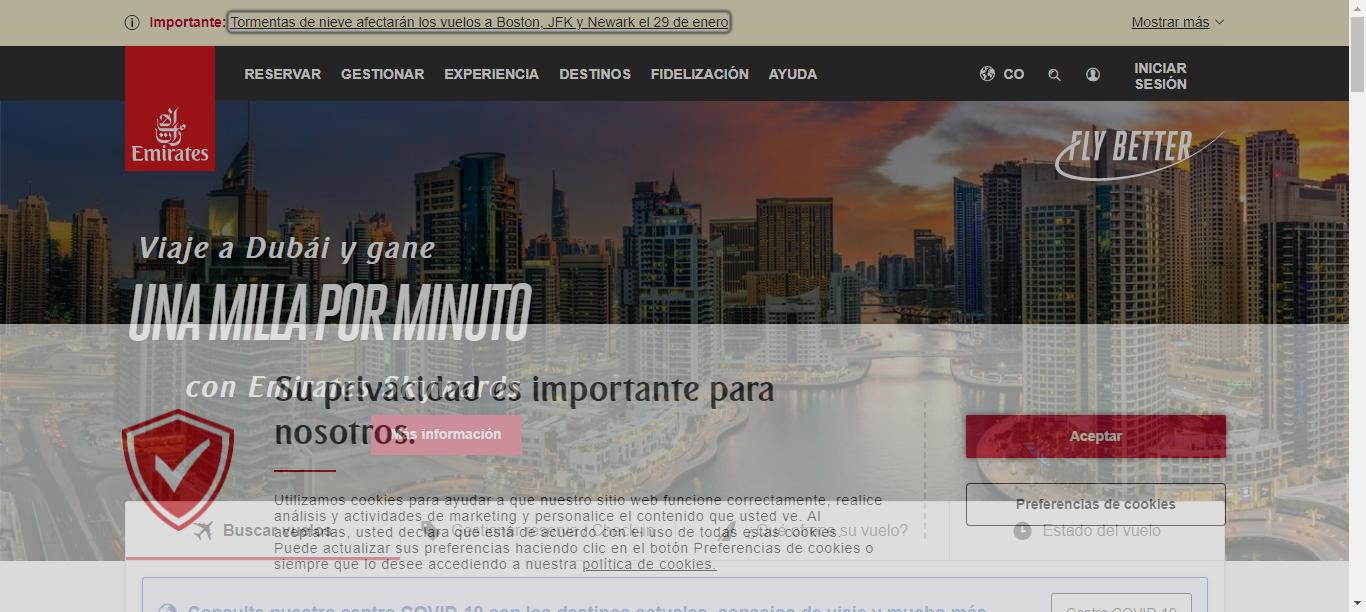 Importante: Tormentas de nieve afectarán los vuelos a Boston, JFK y Newark el 29 de enero
Mostrar más
RESERVAR GESTIONAR EXPERIENCIA DESTINOS FIDELIZACIÓN AYUDA
CO
INICIAR
SESIÓN
Emirates
FLY BETTER
Viaje a Dubái y gane
UNA MILLA POR MINUTO
con Emirates Skywards
Más información
Su privacidad es importante para
nosotros.
Aceptar
Preferencias de cookies
Utilizamos cookies para ayudar a que nuestro sitio web funcione correctamente, realice
análisis y actividades de marketing y personalice el contenido que usted ve. Al
aceptarlas, usted declara que está de acuerdo con el uso de todas estas cookies.
Puede actualizar sus preferencias haciendo clic en el botón Preferencias de cookies o
siempre que lo desee accediendo a nuestra política de cookies.
Buscar vuelos
Gestionar reserva / Check-in
¿Qué ofrece su vuelo?
Estado del vuelo
Consulte nuestro centro COVID-19 con los destinos actuales, consejos de viaje y mucho más
Centro COVID-19